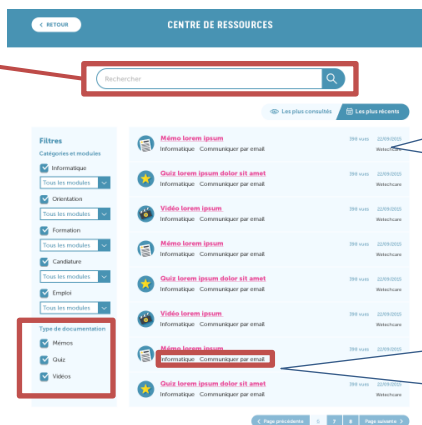 < RETOUR
CENTRE DE RESSOURCES
Rechercher
Les plus consultés
Les plus récents
Filtres
Catégories et modules
Informatique
Tous les modules
Orientation
Tous les modules
Formation
Tous les modules
Candidature
Tous les modules
Emploi
Tous les modules
Type de documentation
Mémos
Quiz
Vidéos
Mémo lorem ipsum
Informatique Communiquer par email
Quiz lorem ipsum dolor sit amet
Informatique Communiquer par email
Vidéo lorem ipsum
Informatique Communiquer par email
Mémo lorem ipsum
Informatique Communiquer par email
Quiz lorem ipsum dolor sit amet
Informatique Communiquer par email
Vidéo lorem ipsum
Informatique Communiquer par email
Mémo lorem ipsum
Informatique Communiquer par email
Quiz lorem ipsum dolor sit amet
Informatique Communiquer par email
< Page précédente
7
8
Page suivante >